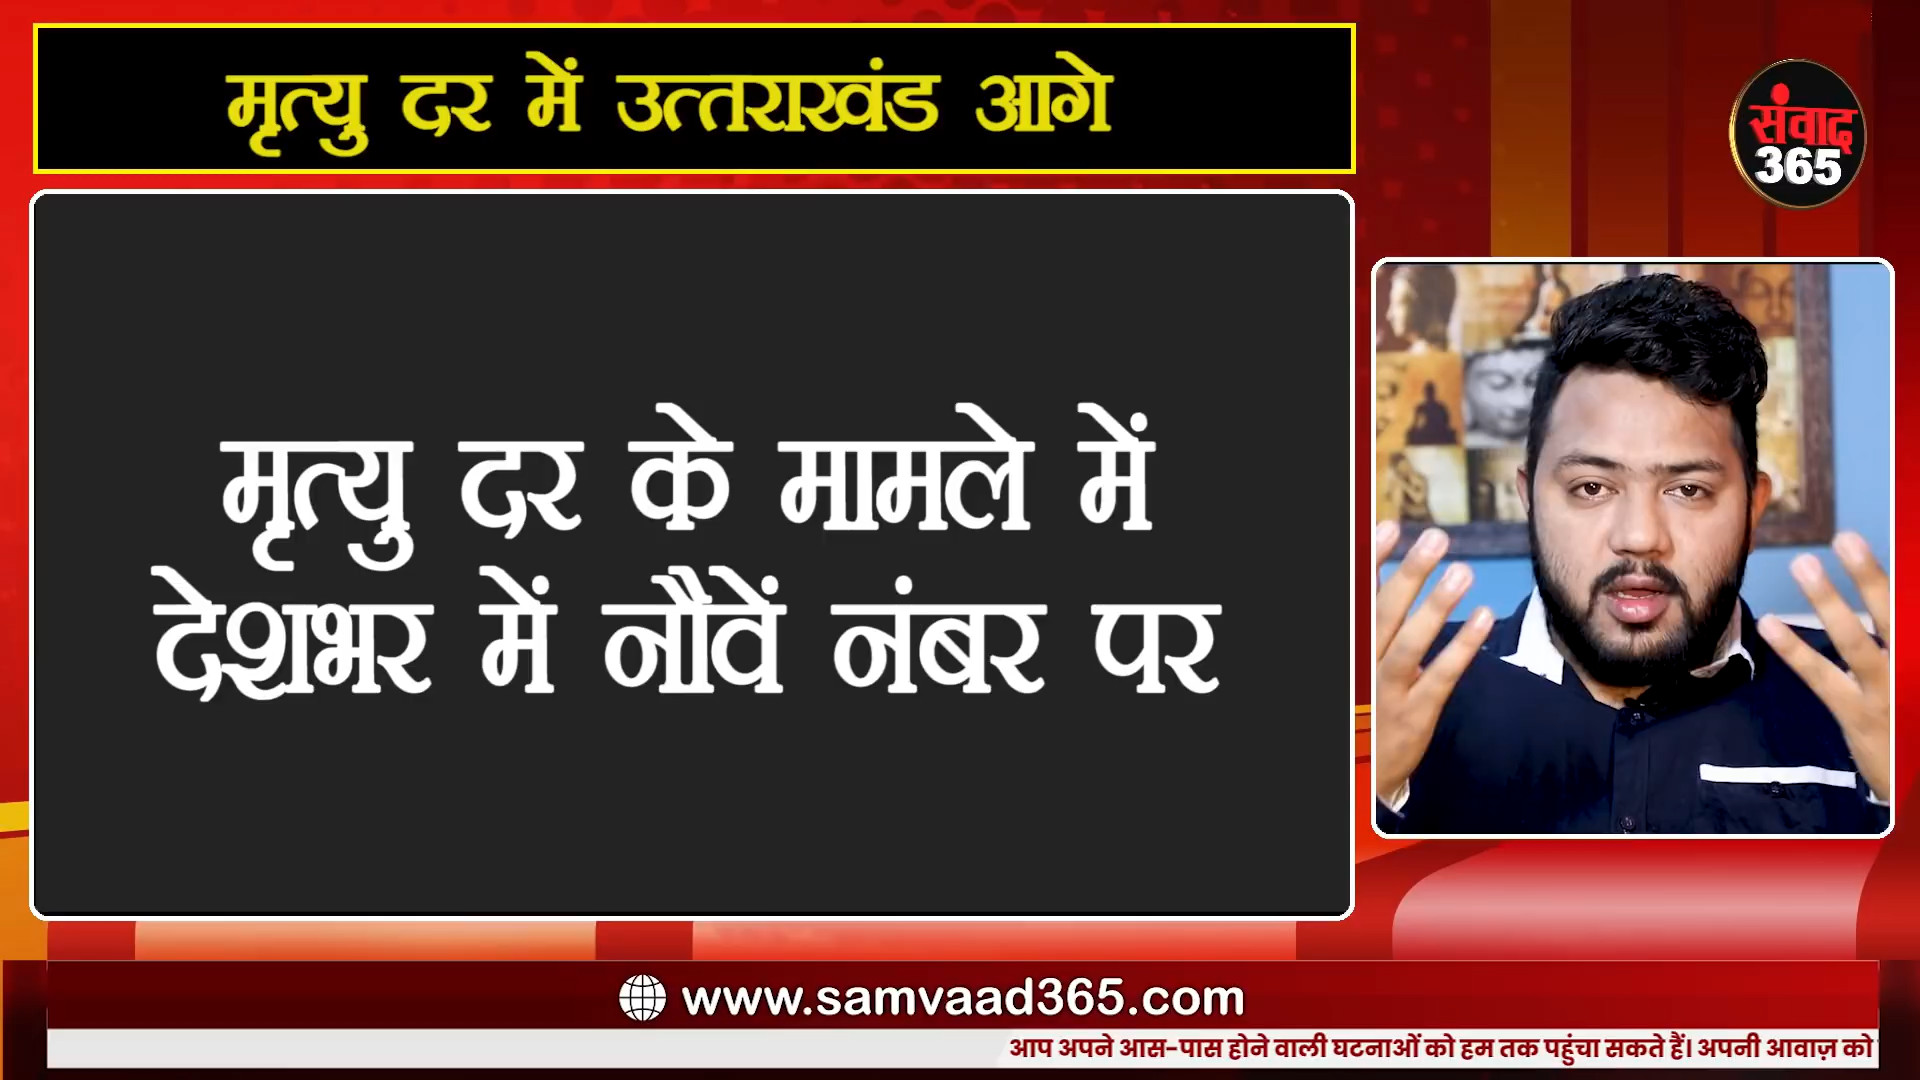 मृत्यु दर में उत्तराखंड आगे
संवाद
365
मृत्यु दर के मामले में
देशभर में नौवें नंबर पर
www.samvaad365.com
आप अपने आस-पास होने वाली घटनाओं को हम तक पहुंचा सकते हैं। अपनी आवाज़ को